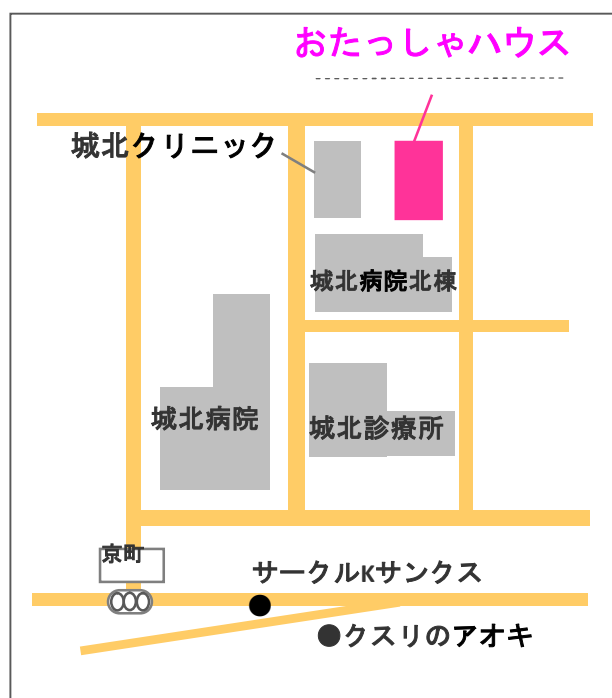 おたっしゃハウス
城北クリニック
城北病院北棟
城北病院
城北診療所
京町
サークルKサンクス
●クスリのアオキ